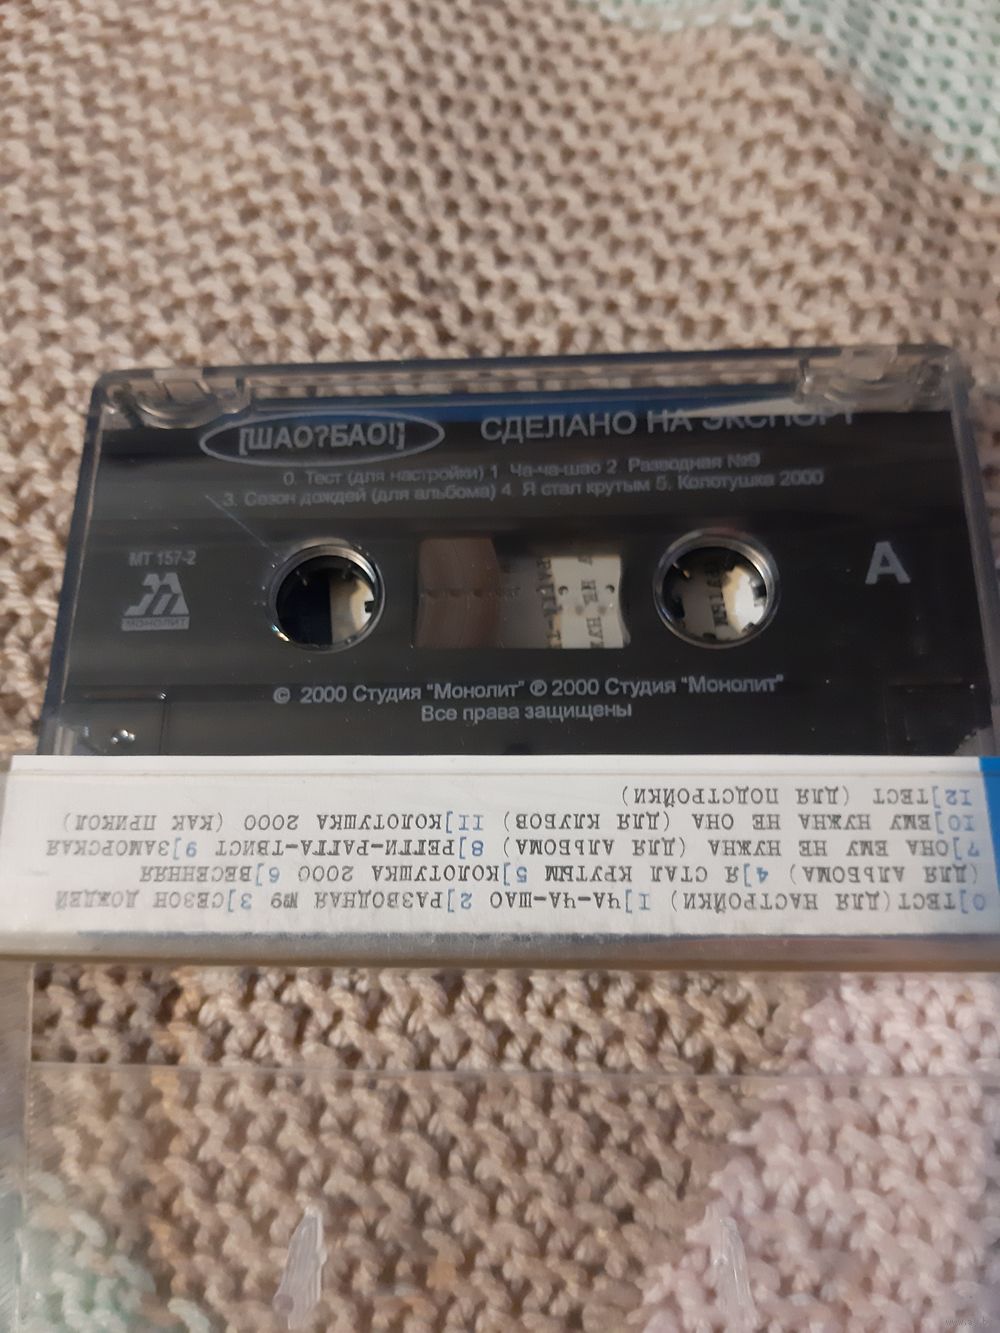 [ШАО?БАО!] СДЕЛАНО НА ЭКСПОРТ
0. Тест (для настройки) 1. Ча-ча-шао 2. Разводная №9
3. Сезон дождей (для альбома) 4. Я стал крутым 5. Колотушка 2000
МТ 157-2
МОНОЛИТ
А
© 2000 Студия "Монолит" ℗ 2000 Студия "Монолит"
Все права защищены
0]ТЕСТ(ДЛЯ НАСТРОЙКИ) 1]ЧА-ЧА-ШАО 2]РАЗВОДНАЯ №9 3]СЕЗОН ДОЖДЕЙ
(ДЛЯ АЛЬБОМА) 4]Я СТАЛ КРУТЫМ 5]КОЛОТУШКА 2000 6]ВЕСЕННЯЯ
7]ОНА ЕМУ НЕ НУЖНА (ДЛЯ АЛЬБОМА) 8]РЕГГИ-РАГГА-ТВИСТ 9]ЗАМОРСКАЯ
10]ЕМУ НУЖНА НЕ ОНА (ДЛЯ КЛУБОВ) 11]КОЛОТУШКА 2000 (КАК ПРИКОЛ)
12]ТЕСТ (ДЛЯ ПОДСТРОЙКИ)